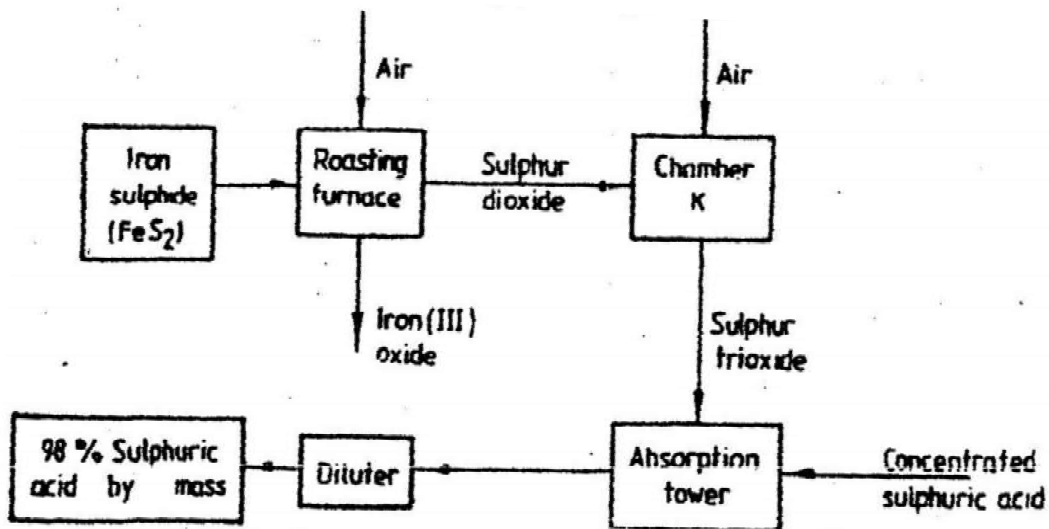 Air
Air
Iron
sulphide
(FeS₂)
Roasting
furnace
Sulphur
dioxide
Chamber
K
Iron (III)
oxide
Sulphur
trioxide
98 % Sulphuric
acid by mass
Diluter
Absorption
tower
Concentrated
sulphuric acid